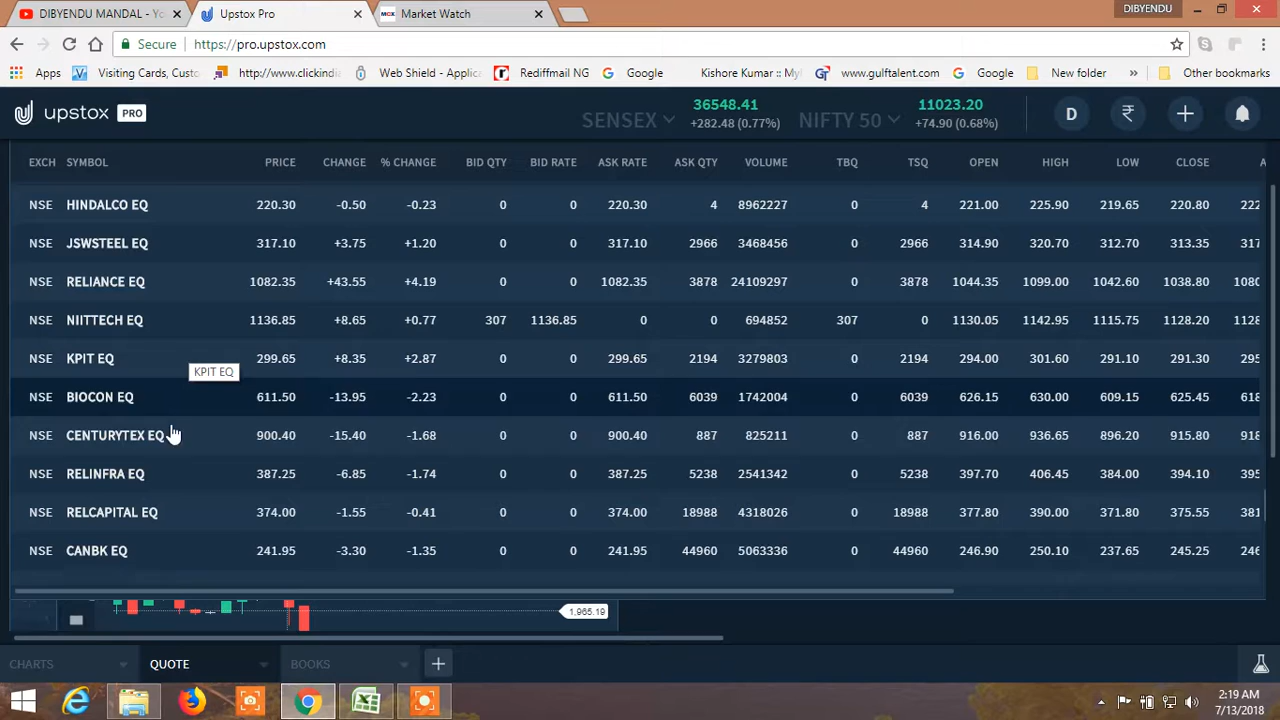 DIBYENDU MANDAL - Yo
Upstox Pro
Market Watch
DIBYENDU
Secure
https://pro.upstox.com
Apps
Visiting Cards, Custo
http://www.clickindi
Web Shield - Applica
Rediffmail NG
Google
Kishore Kumar :: Myf
www.gulftalent.com
Google
New folder
»
Other bookmarks
upstox PRO
SENSEX
36548.41
+282.48 (0.77%)
NIFTY 50
11023.20
+74.90 (0.68%)
D ₹
EXCH SYMBOL PRICE CHANGE % CHANGE BID QTY BID RATE ASK RATE ASK QTY VOLUME TBQ TSQ OPEN HIGH LOW CLOSE A
NSE HINDALCO EQ 220.30 -0.50 -0.23 0 0 220.30 4 8962227 0 4 221.00 225.90 219.65 220.80 222
NSE JSWSTEEL EQ 317.10 +3.75 +1.20 0 0 317.10 2966 3468456 0 2966 314.90 320.70 312.70 313.35 317
NSE RELIANCE EQ 1082.35 +43.55 +4.19 0 0 1082.35 3878 24109297 0 3878 1044.35 1099.00 1042.60 1038.80 1080
NSE NIITTECH EQ 1136.85 +8.65 +0.77 307 1136.85 0 0 694852 307 0 1130.05 1142.95 1115.75 1128.20 1128
NSE KPIT EQ 299.65 +8.35 +2.87 0 0 299.65 2194 3279803 0 2194 294.00 301.60 291.10 291.30 295
KPIT EQ
NSE BIOCON EQ 611.50 -13.95 -2.23 0 0 611.50 6039 1742004 0 6039 626.15 630.00 609.15 625.45 618
NSE CENTURYTEX EQ 900.40 -15.40 -1.68 0 0 900.40 887 825211 0 887 916.00 936.65 896.20 915.80 918
NSE RELINFRA EQ 387.25 -6.85 -1.74 0 0 387.25 5238 2541342 0 5238 397.70 406.45 384.00 394.10 395
NSE RELCAPITAL EQ 374.00 -1.55 -0.41 0 0 374.00 18988 4318026 0 18988 377.80 390.00 371.80 375.55 381
NSE CANBK EQ 241.95 -3.30 -1.35 0 0 241.95 44960 5063336 0 44960 246.90 250.10 237.65 245.25 246
1,965.19
CHARTS QUOTE BOOKS +
2:19 AM
7/13/2018